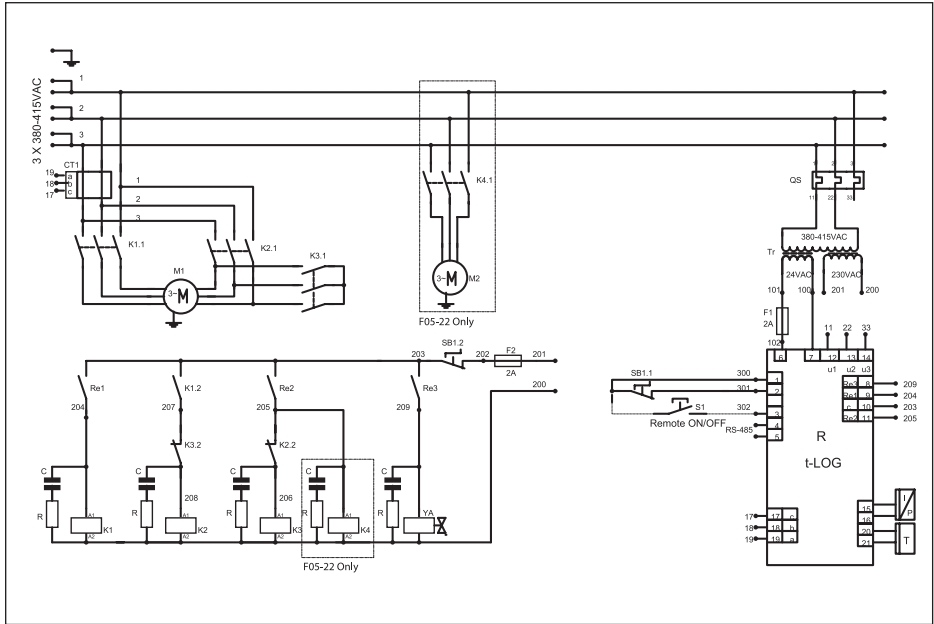 3 X 380-415VAC
1
2
3
CT1
19
a
18
b
17
c
1
2
3
K1.1
K2.1
K3.1
M1
3~M
K4.1
3~M
M2
F05-22 Only
1
2
3
QS
11
22
33
380-415VAC
Tr
24VAC
230VAC
101
100
201
200
F1
2A
102
11
22
33
6
7
12
13
14
u1
u2
u3
203
SB1.2
202
F2
2A
201
200
Re1
K1.2
Re2
Re3
204
207
205
209
K3.2
K2.2
208
206
C
C
C
C
C
R
R
R
R
R
A1
A1
A1
A1
YA
K1
K2
K3
K4
A2
A2
A2
A2
F05-22 Only
SB1.1
300
1
301
2
S1
302
3
Remote ON/OFF
4
RS-485
5
Re3
8
209
Re1
9
204
c
10
203
Re2
11
205
R
t-LOG
15
I
P
16
20
T
21
17
17
c
18
18
b
19
19
a